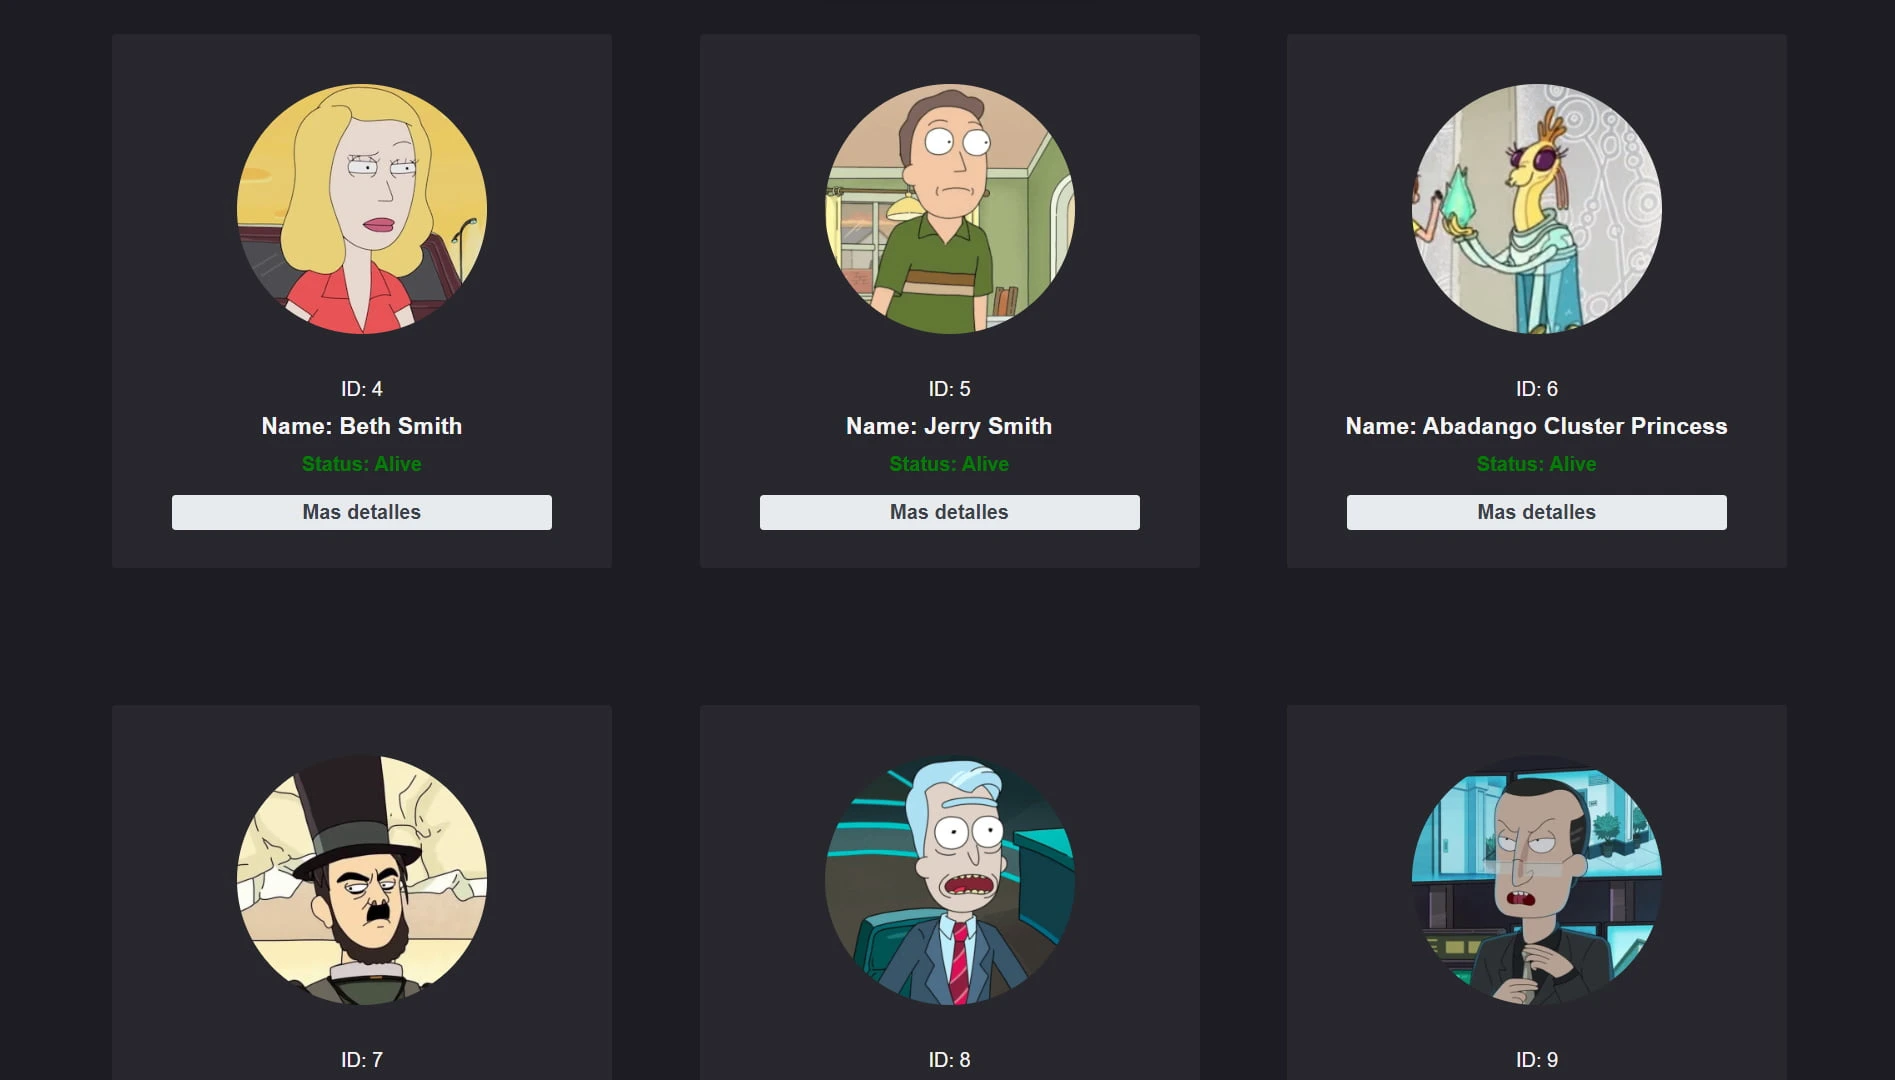 ID: 4
Name: Beth Smith
Status: Alive
Mas detalles
ID: 5
Name: Jerry Smith
Status: Alive
Mas detalles
ID: 6
Name: Abadango Cluster Princess
Status: Alive
Mas detalles
ID: 7
ID: 8
ID: 9